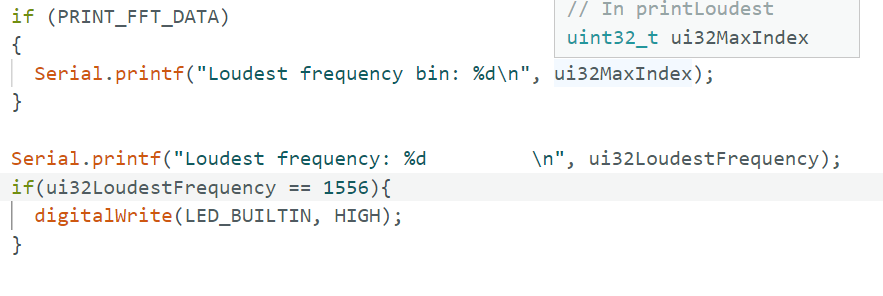 if (PRINT_FFT_DATA)
// In printLoudest
{
uint32_t ui32MaxIndex
Serial.printf("Loudest frequency bin: %d\n", ui32MaxIndex);
}
Serial.printf("Loudest frequency: %d         \n", ui32LoudestFrequency);
if(ui32LoudestFrequency == 1556){
digitalWrite(LED_BUILTIN, HIGH);
}